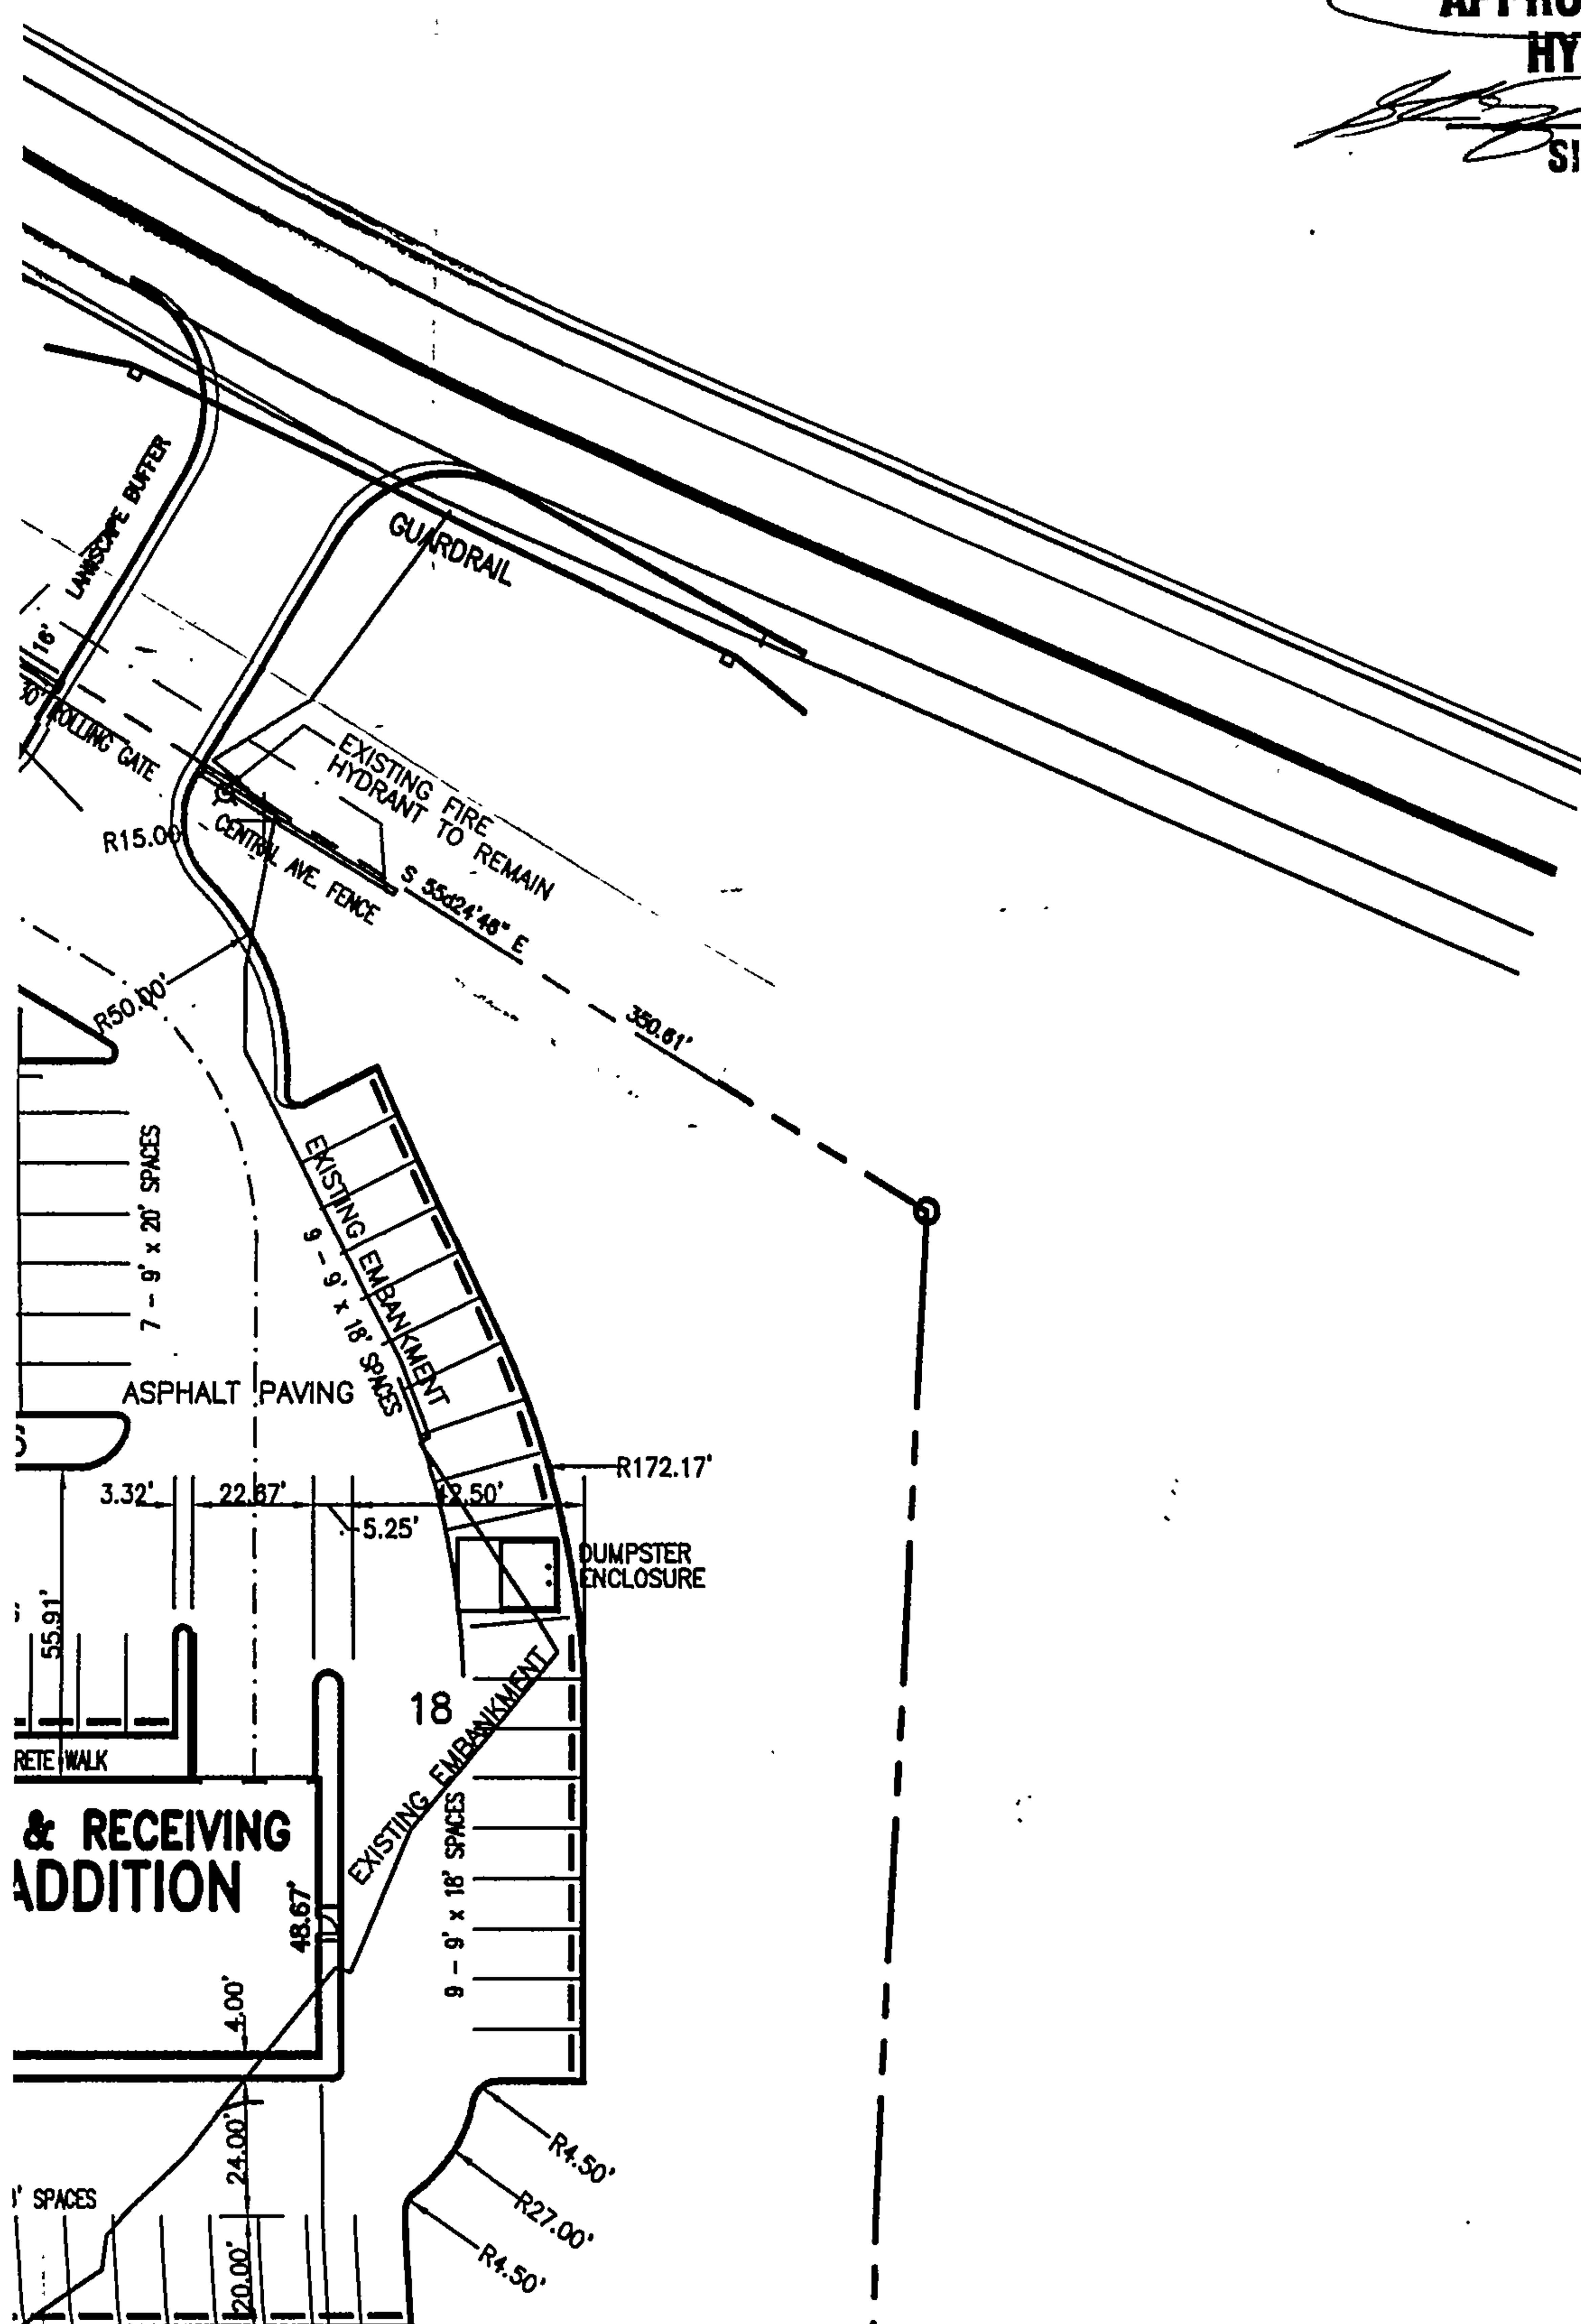 HY
LANDSCAPE BUFFER
GUARDRAIL
16'
ROLLING GATE
EXISTING FIRE
HYDRANT TO REMAIN
R15.00
CENTRAL AVE. FENCE
S 55d24'46" E
350.61'
R50.00'
7 - 9' x 20' SPACES
EXISTING EMBANKMENT
9 - 9' x 18' SPACES
ASPHALT PAVING
R172.17'
3.32'
22.67'
42.50'
5.25'
DUMPSTER
ENCLOSURE
55.91'
18
EXISTING EMBANKMENT
RETE WALK
9 - 9' x 18' SPACES
& RECEIVING
ADDITION
48.67'
4.00'
24.00'
R4.50'
R27.00'
R4.50'
' SPACES
20.00'